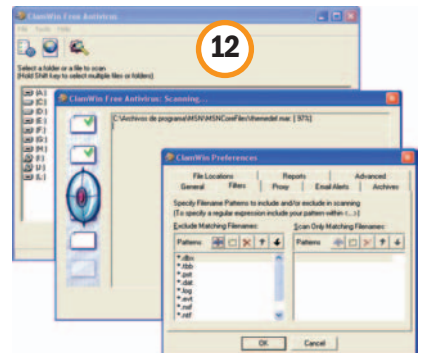 ClamWin Free Antivirus
File Tools Help
12
Select a folder or a file to scan
(Hold Shift key to select multiple files or folders)
(A:)
(C:)
(D:)
(E:)
(F:)
(G:)
(H:)
(I:)
(J:)
(L:)
ClamWin Free Antivirus: Scanning...
C:\Archivos de programa\MSN\MSNCoreFiles\themedef.mar: [ 97%]
ClamWin Preferences
File Locations Reports Advanced
General Filters Proxy Email Alerts Archives
Specify Filename Patterns to include and/or exclude in scanning
(To specify a regular expression include your pattern within <...>)
Exclude Matching Filenames: Scan Only Matching Filenames:
Patterns Patterns
*.dbx
*.tbb
*.pst
*.dat
*.log
*.evt
*.nsf
*.ntf
OK Cancel